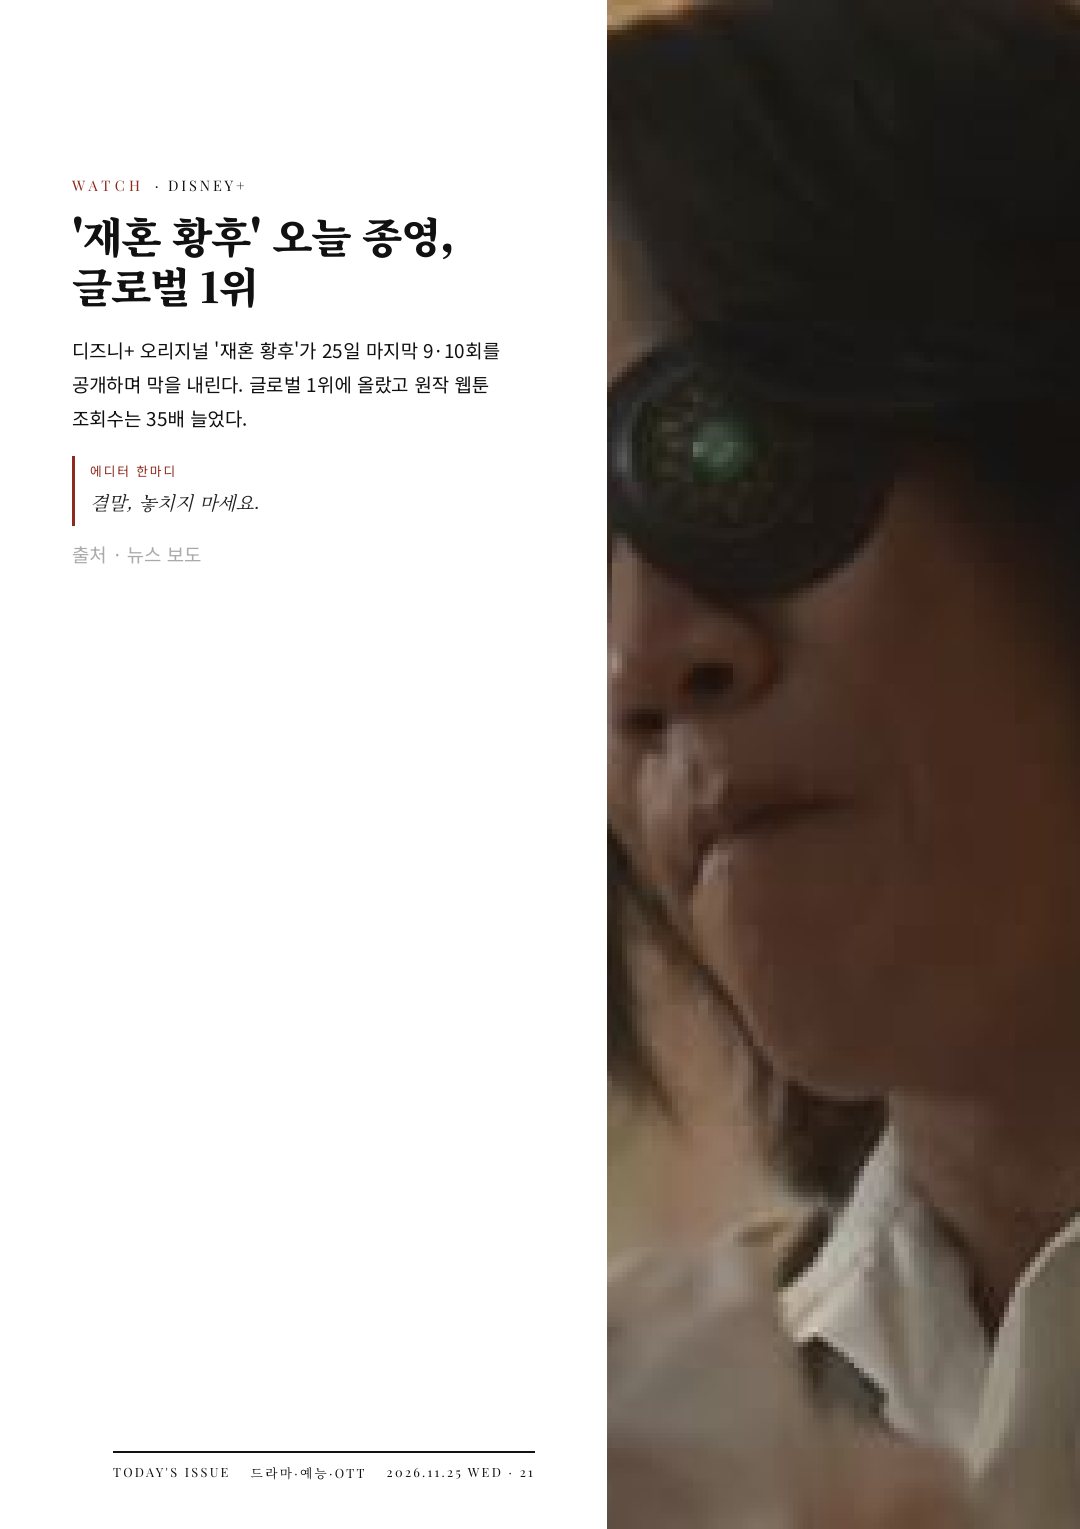 WATCH · DISNEY+
'재혼 황후' 오늘 종영,
글로벌 1위
디즈니+ 오리지널 '재혼 황후'가 25일 마지막 9·10회를
공개하며 막을 내린다. 글로벌 1위에 올랐고 원작 웹툰
조회수는 35배 늘었다.
에디터 한마디
결말, 놓치지 마세요.
출처 · 뉴스 보도
TODAY'S ISSUE 드라마·예능·OTT 2026.11.25 WED · 21